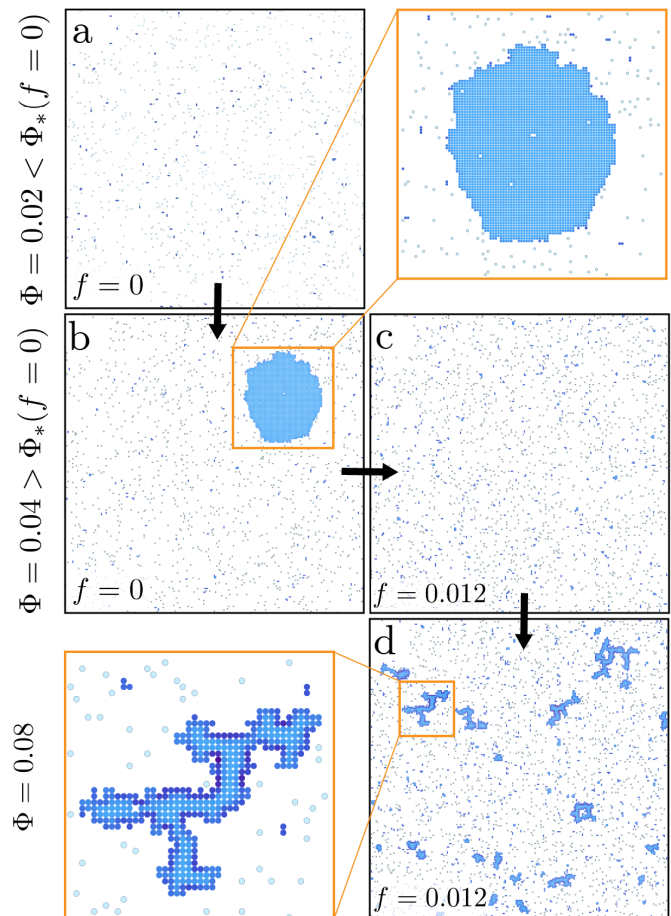 a
Φ = 0.02 < Φ*(f = 0)
f = 0
b
c
Φ = 0.04 > Φ*(f = 0)
f = 0
f = 0.012
d
Φ = 0.08
f = 0.012